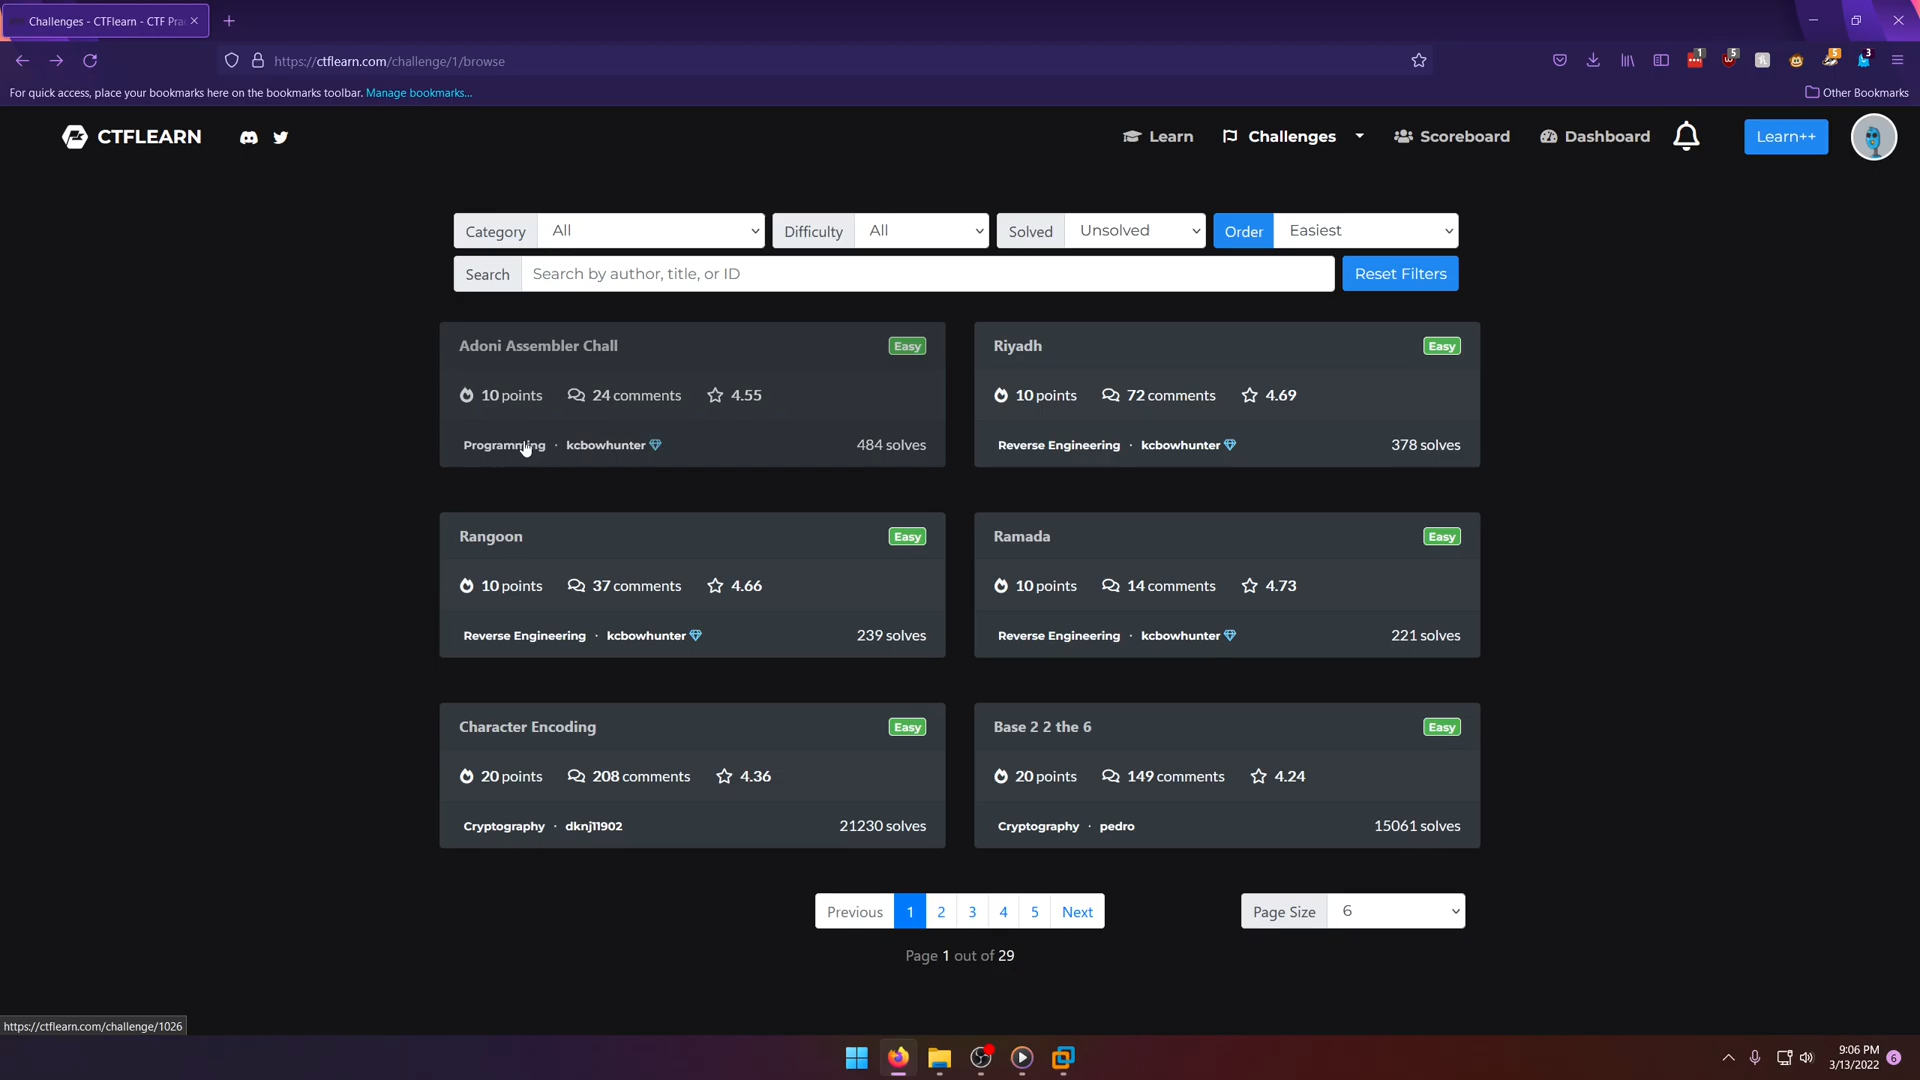 Challenges - CTFlearn - CTF Pra
https://ctflearn.com/challenge/1/browse
1
5
5
3
For quick access, place your bookmarks here on the bookmarks toolbar. Manage bookmarks...
Other Bookmarks
CTFLEARN
Learn
Challenges
Scoreboard
Dashboard
Learn++
Category All
Difficulty All
Solved Unsolved
Order Easiest
Search Search by author, title, or ID
Reset Filters
Adoni Assembler Chall Easy
10 points 24 comments 4.55
Programming · kcbowhunter 484 solves
Riyadh Easy
10 points 72 comments 4.69
Reverse Engineering · kcbowhunter 378 solves
Rangoon Easy
10 points 37 comments 4.66
Reverse Engineering · kcbowhunter 239 solves
Ramada Easy
10 points 14 comments 4.73
Reverse Engineering · kcbowhunter 221 solves
Character Encoding Easy
20 points 208 comments 4.36
Cryptography · dknj11902 21230 solves
Base 2 2 the 6 Easy
20 points 149 comments 4.24
Cryptography · pedro 15061 solves
Previous 1 2 3 4 5 Next
Page Size 6
Page 1 out of 29
https://ctflearn.com/challenge/1026
9:06 PM
3/13/2022
6